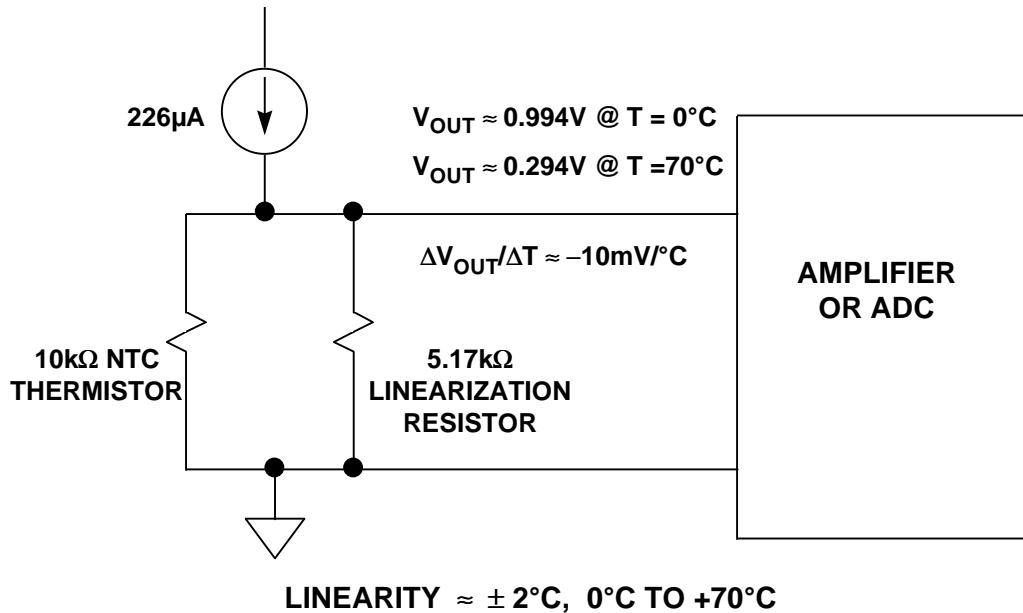 226µA
V_OUT ≈ 0.994V @ T = 0°C
V_OUT ≈ 0.294V @ T =70°C
ΔV_OUT/ΔT ≈ −10mV/°C
AMPLIFIER
OR ADC
10kΩ NTC
THERMISTOR
5.17kΩ
LINEARIZATION
RESISTOR
LINEARITY ≈ ± 2°C, 0°C TO +70°C